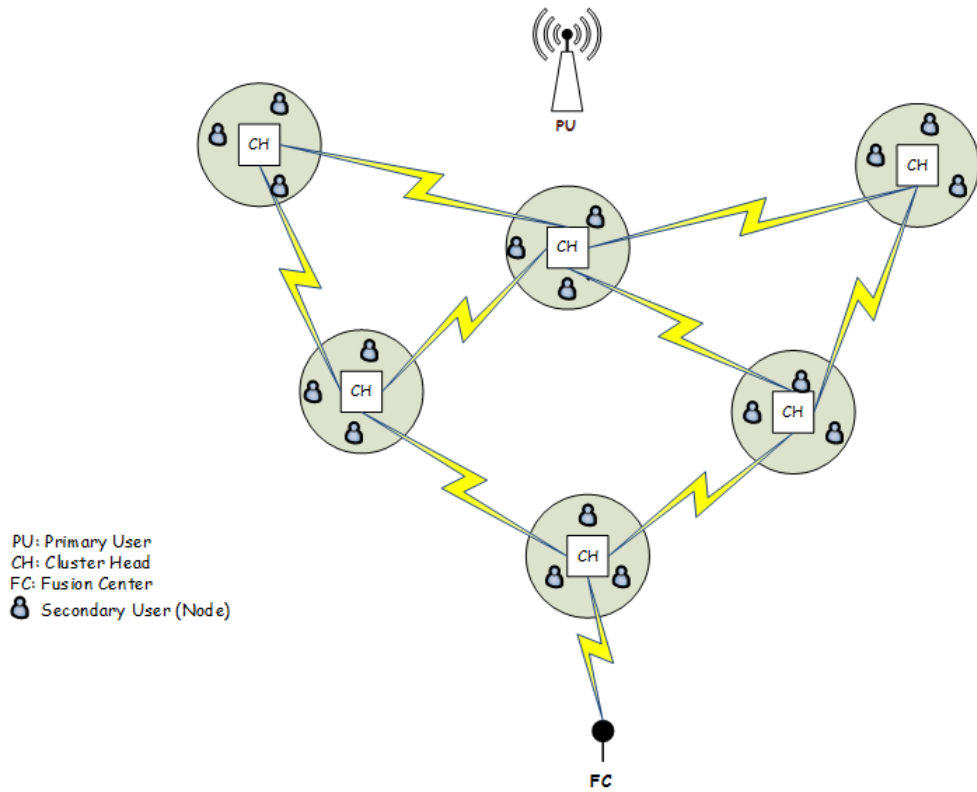 PU
CH
CH
CH
CH
CH
CH
PU: Primary User
CH: Cluster Head
FC: Fusion Center
Secondary User (Node)
FC